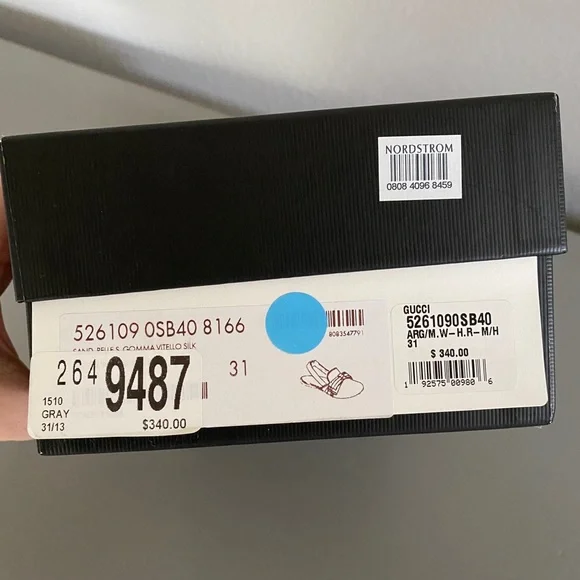 NORDSTROM
0808 4096 8459
526109 0SB40 8166
SAND. PELLE S. GOMMA VITELLO SILK
31
8083547791
GUCCI
5261090SB40
ARG/M.W-H.R-M/H
31
$ 340.00
1 92575 00980 6
264 9487
1510
GRAY
31/13
$340.00